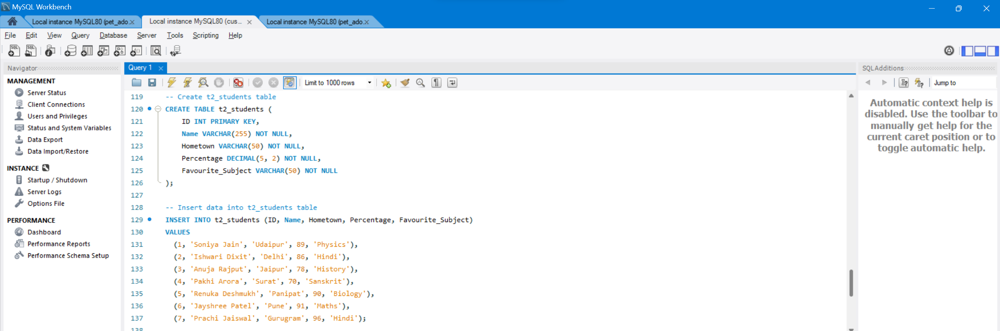 MySQL Workbench
Local instance MySQL80 (pet_ado.
Local instance MySQL80 (cus...
Local instance MySQL80 (pet_ado.
File Edit View Query Database Server Tools Scripting Help
Navigator
MANAGEMENT
Server Status
Client Connections
Users and Privileges
Status and System Variables
Data Export
Data Import/Restore
INSTANCE
Startup / Shutdown
Server Logs
Options File
PERFORMANCE
Dashboard
Performance Reports
Performance Schema Setup
Query 1
Limit to 1000 rows
119 -- Create t2_students table
120 CREATE TABLE t2_students (
121 ID INT PRIMARY KEY,
122 Name VARCHAR(255) NOT NULL,
123 Hometown VARCHAR(50) NOT NULL,
124 Percentage DECIMAL(5, 2) NOT NULL,
125 Favourite_Subject VARCHAR(50) NOT NULL
126 );
127
128 -- Insert data into t2_students table
129 INSERT INTO t2_students (ID, Name, Hometown, Percentage, Favourite_Subject)
130 VALUES
131 (1, 'Soniya Jain', 'Udaipur', 89, 'Physics'),
132 (2, 'Ishwari Dixit', 'Delhi', 86, 'Hindi'),
133 (3, 'Anuja Rajput', 'Jaipur', 78, 'History'),
134 (4, 'Pakhi Arora', 'Surat', 70, 'Sanskrit'),
135 (5, 'Renuka Deshmukh', 'Panipat', 90, 'Biology'),
136 (6, 'Jayshree Patel', 'Pune', 91, 'Maths'),
137 (7, 'Prachi Jaiswal', 'Gurugram', 96, 'Hindi');
138
SQLAdditions
Jump to
Automatic context help is
disabled. Use the toolbar to
manually get help for the
current caret position or to
toggle automatic help.